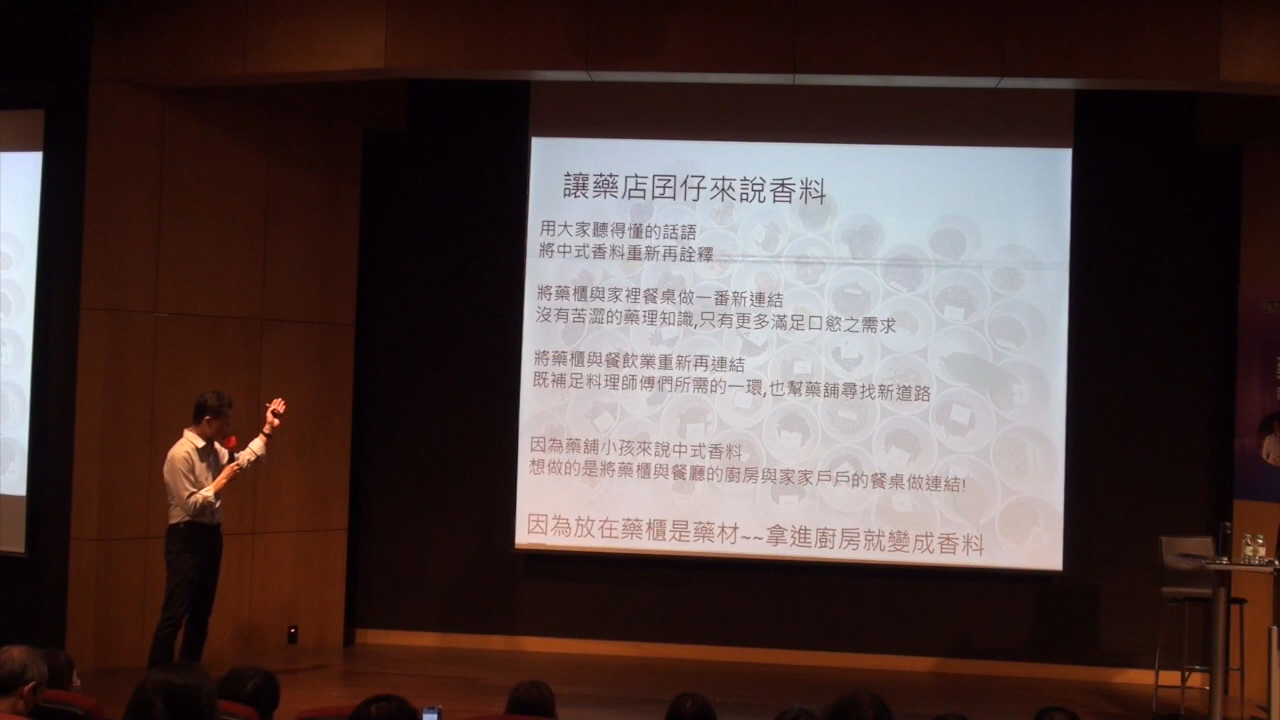 讓藥店囝仔來說香料
用大家聽得懂的話語
將中式香料重新再詮釋
將藥櫃與家裡餐桌做一番新連結
沒有苦澀的藥理知識,只有更多滿足口慾之需求
將藥櫃與餐飲業重新再連結
既補足料理師傅們所需的一環,也幫藥舖尋找新道路
因為藥舖小孩來說中式香料
想做的是將藥櫃與餐廳的廚房與家家戶戶的餐桌做連結!
因為放在藥櫃是藥材~~拿進廚房就變成香料